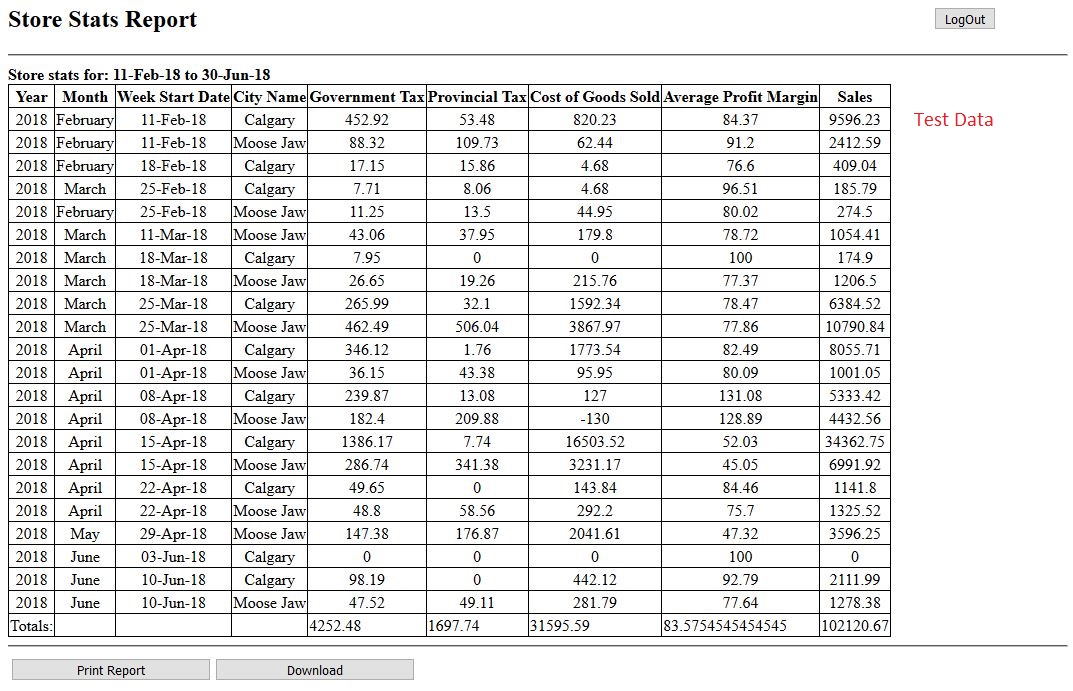 Store Stats Report
LogOut
Store stats for: 11-Feb-18 to 30-Jun-18
Year Month Week Start Date City Name Government Tax Provincial Tax Cost of Goods Sold Average Profit Margin Sales
2018 February 11-Feb-18 Calgary 452.92 53.48 820.23 84.37 9596.23 Test Data
2018 February 11-Feb-18 Moose Jaw 88.32 109.73 62.44 91.2 2412.59
2018 February 18-Feb-18 Calgary 17.15 15.86 4.68 76.6 409.04
2018 March 25-Feb-18 Calgary 7.71 8.06 4.68 96.51 185.79
2018 February 25-Feb-18 Moose Jaw 11.25 13.5 44.95 80.02 274.5
2018 March 11-Mar-18 Moose Jaw 43.06 37.95 179.8 78.72 1054.41
2018 March 18-Mar-18 Calgary 7.95 0 0 100 174.9
2018 March 18-Mar-18 Moose Jaw 26.65 19.26 215.76 77.37 1206.5
2018 March 25-Mar-18 Calgary 265.99 32.1 1592.34 78.47 6384.52
2018 March 25-Mar-18 Moose Jaw 462.49 506.04 3867.97 77.86 10790.84
2018 April 01-Apr-18 Calgary 346.12 1.76 1773.54 82.49 8055.71
2018 April 01-Apr-18 Moose Jaw 36.15 43.38 95.95 80.09 1001.05
2018 April 08-Apr-18 Calgary 239.87 13.08 127 131.08 5333.42
2018 April 08-Apr-18 Moose Jaw 182.4 209.88 -130 128.89 4432.56
2018 April 15-Apr-18 Calgary 1386.17 7.74 16503.52 52.03 34362.75
2018 April 15-Apr-18 Moose Jaw 286.74 341.38 3231.17 45.05 6991.92
2018 April 22-Apr-18 Calgary 49.65 0 143.84 84.46 1141.8
2018 April 22-Apr-18 Moose Jaw 48.8 58.56 292.2 75.7 1325.52
2018 May 29-Apr-18 Moose Jaw 147.38 176.87 2041.61 47.32 3596.25
2018 June 03-Jun-18 Calgary 0 0 0 100 0
2018 June 10-Jun-18 Calgary 98.19 0 442.12 92.79 2111.99
2018 June 10-Jun-18 Moose Jaw 47.52 49.11 281.79 77.64 1278.38
Totals: 4252.48 1697.74 31595.59 83.5754545454545 102120.67
Print Report Download